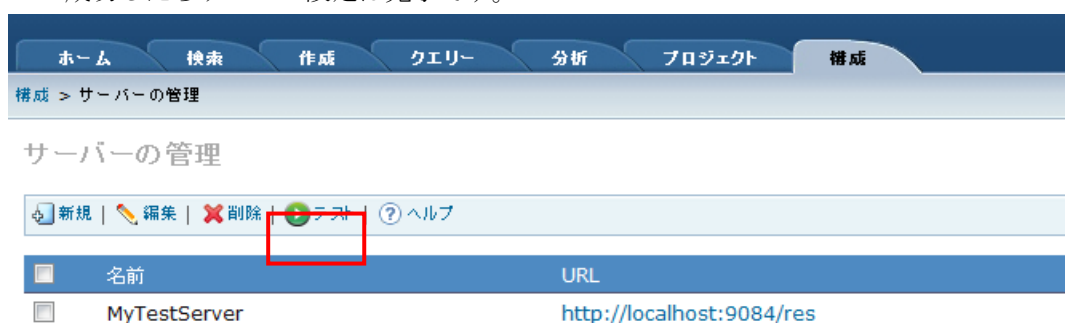 ホーム 検索 作成 クエリー 分析 プロジェクト 構成
構成 > サーバーの管理
サーバーの管理
新規 | 編集 | 削除 | テスト | ヘルプ
名前 URL
MyTestServer http://localhost:9084/res